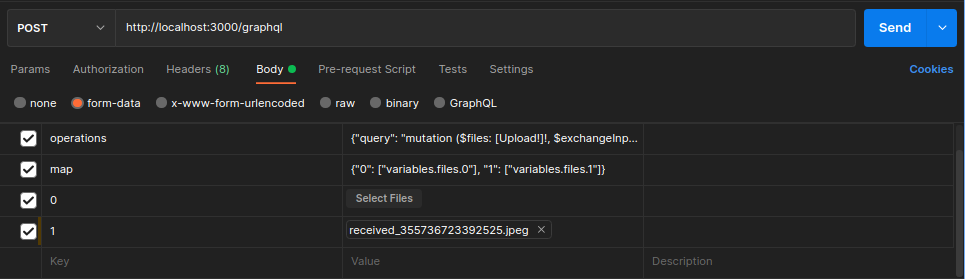 POST http://localhost:3000/graphql Send
Params Authorization Headers (8) Body Pre-request Script Tests Settings Cookies
none form-data x-www-form-urlencoded raw binary GraphQL
operations {"query": "mutation ($files: [Upload!]!, $exchangeInp...
map {"0": ["variables.files.0"], "1": ["variables.files.1"]}
0 Select Files
1 received_355736723392525.jpeg
Key Value Description